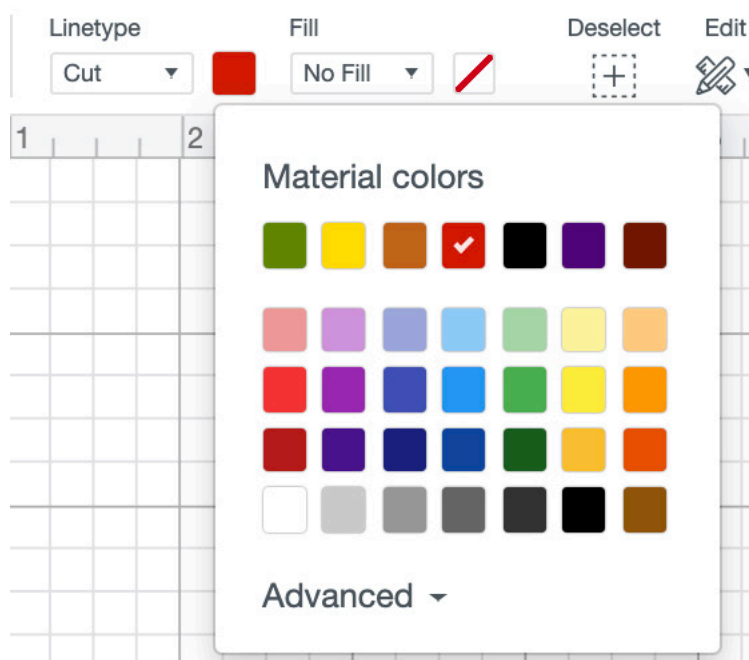 Linetype Fill Deselect Edit
Cut No Fill
1 2
Material colors
Advanced